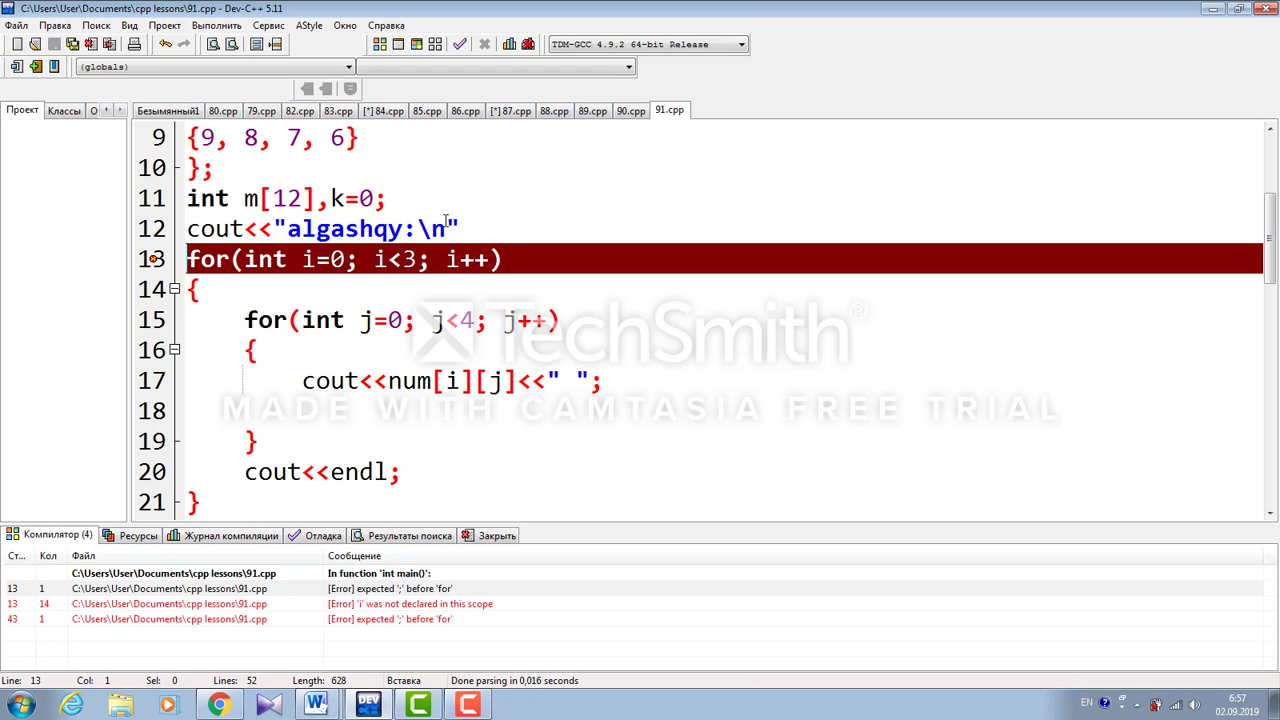 C:\Users\User\Documents\cpp lessons\91.cpp - Dev-C++ 5.11
Файл Правка Поиск Вид Проект Выполнить Сервис AStyle Окно Справка
TDM-GCC 4.9.2 64-bit Release
(globals)
Проект Классы О Безымянный1 80.cpp 79.cpp 82.cpp 83.cpp [*] 84.cpp 85.cpp 86.cpp [*] 87.cpp 88.cpp 89.cpp 90.cpp 91.cpp
9 {9, 8, 7, 6}
10 };
11 int m[12],k=0;
12 cout<<"algashqy:\n"
13 for(int i=0; i<3; i++)
14 {
15 for(int j=0; j<4; j++)
16 {
17 cout<<num[i][j]<<" ";
18
19 }
20 cout<<endl;
21 }
TechSmith®
MADE WITH CAMTASIA FREE TRIAL
Компилятор (4) Ресурсы Журнал компиляции Отладка Результаты поиска Закрыть
Ст... Кол Файл Сообщение
C:\Users\User\Documents\cpp lessons\91.cpp In function 'int main()':
13 1 C:\Users\User\Documents\cpp lessons\91.cpp [Error] expected ';' before 'for'
13 14 C:\Users\User\Documents\cpp lessons\91.cpp [Error] 'i' was not declared in this scope
43 1 C:\Users\User\Documents\cpp lessons\91.cpp [Error] expected ';' before 'for'
Line: 13 Col: 1 Sel: 0 Lines: 52 Length: 628 Вставка Done parsing in 0,016 seconds
DEV EN 6:57
02.09.2019